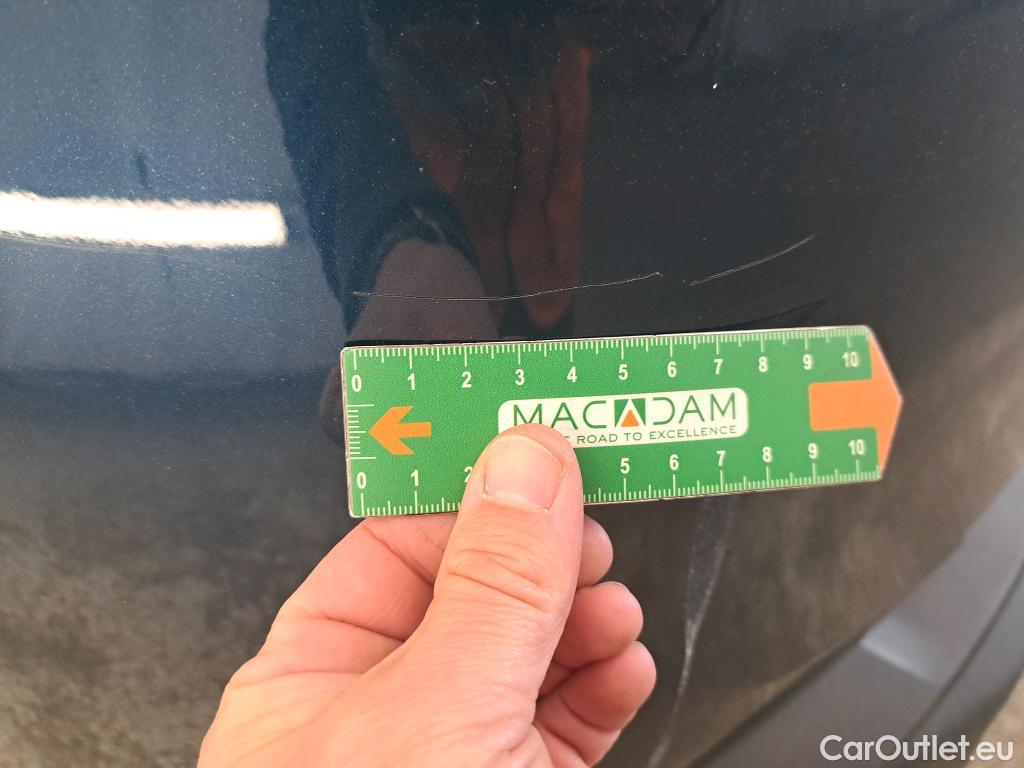 0 1 2 3 4 5 6 7 8 9 10
MACADAM
ROAD TO EXCELLENCE
0 1 2 5 6 7 8 9 10
CarOutlet.eu